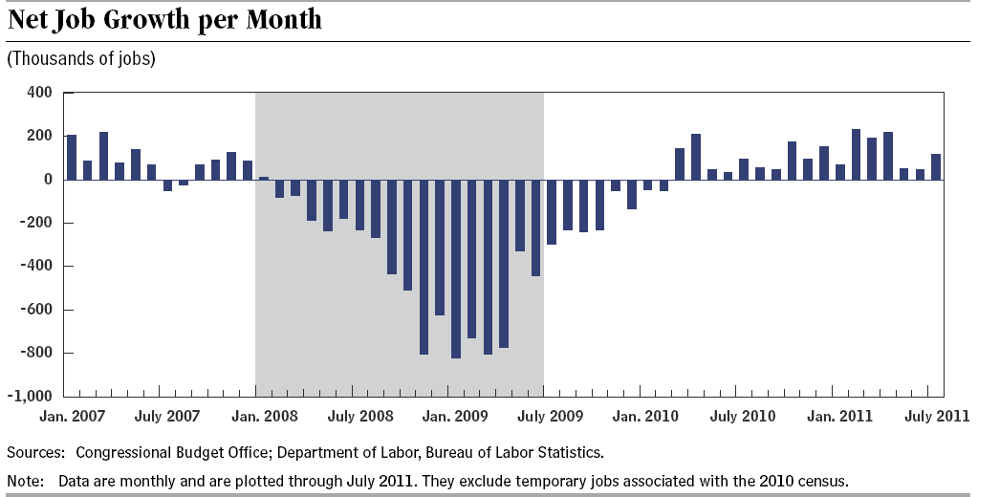 Net Job Growth per Month
(Thousands of jobs)
400
200
0
-200
-400
-600
-800
-1,000
Jan. 2007 July 2007 Jan. 2008 July 2008 Jan. 2009 July 2009 Jan. 2010 July 2010 Jan. 2011 July 2011
Sources: Congressional Budget Office; Department of Labor, Bureau of Labor Statistics.
Note: Data are monthly and are plotted through July 2011. They exclude temporary jobs associated with the 2010 census.